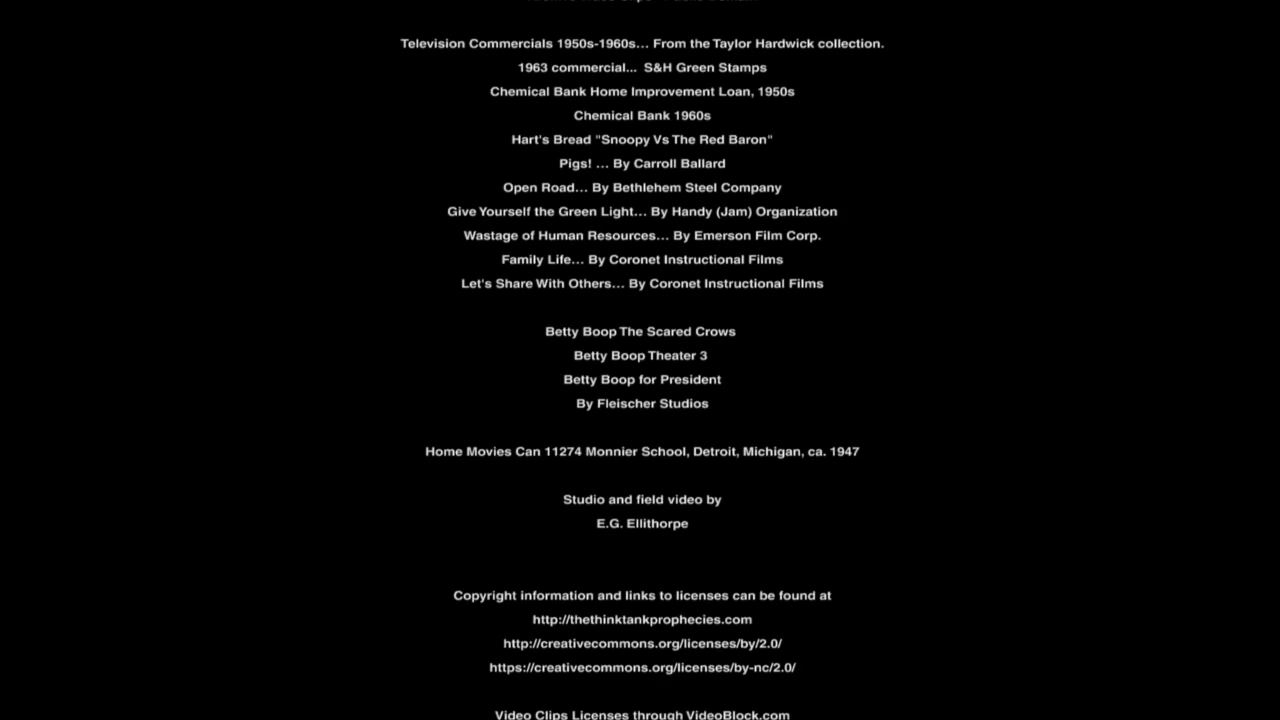 Television Commercials 1950s-1960s... From the Taylor Hardwick collection.
1963 commercial...  S&H Green Stamps
Chemical Bank Home Improvement Loan, 1950s
Chemical Bank 1960s
Hart's Bread "Snoopy Vs The Red Baron"
Pigs! ... By Carroll Ballard
Open Road... By Bethlehem Steel Company
Give Yourself the Green Light... By Handy (Jam) Organization
Wastage of Human Resources... By Emerson Film Corp.
Family Life... By Coronet Instructional Films
Let's Share With Others... By Coronet Instructional Films
Betty Boop The Scared Crows
Betty Boop Theater 3
Betty Boop for President
By Fleischer Studios
Home Movies Can 11274 Monnier School, Detroit, Michigan, ca. 1947
Studio and field video by
E.G. Ellithorpe
Copyright information and links to licenses can be found at
http://thethinktankprophecies.com
http://creativecommons.org/licenses/by/2.0/
https://creativecommons.org/licenses/by-nc/2.0/
Video Clips Licenses through VideoBlock.com